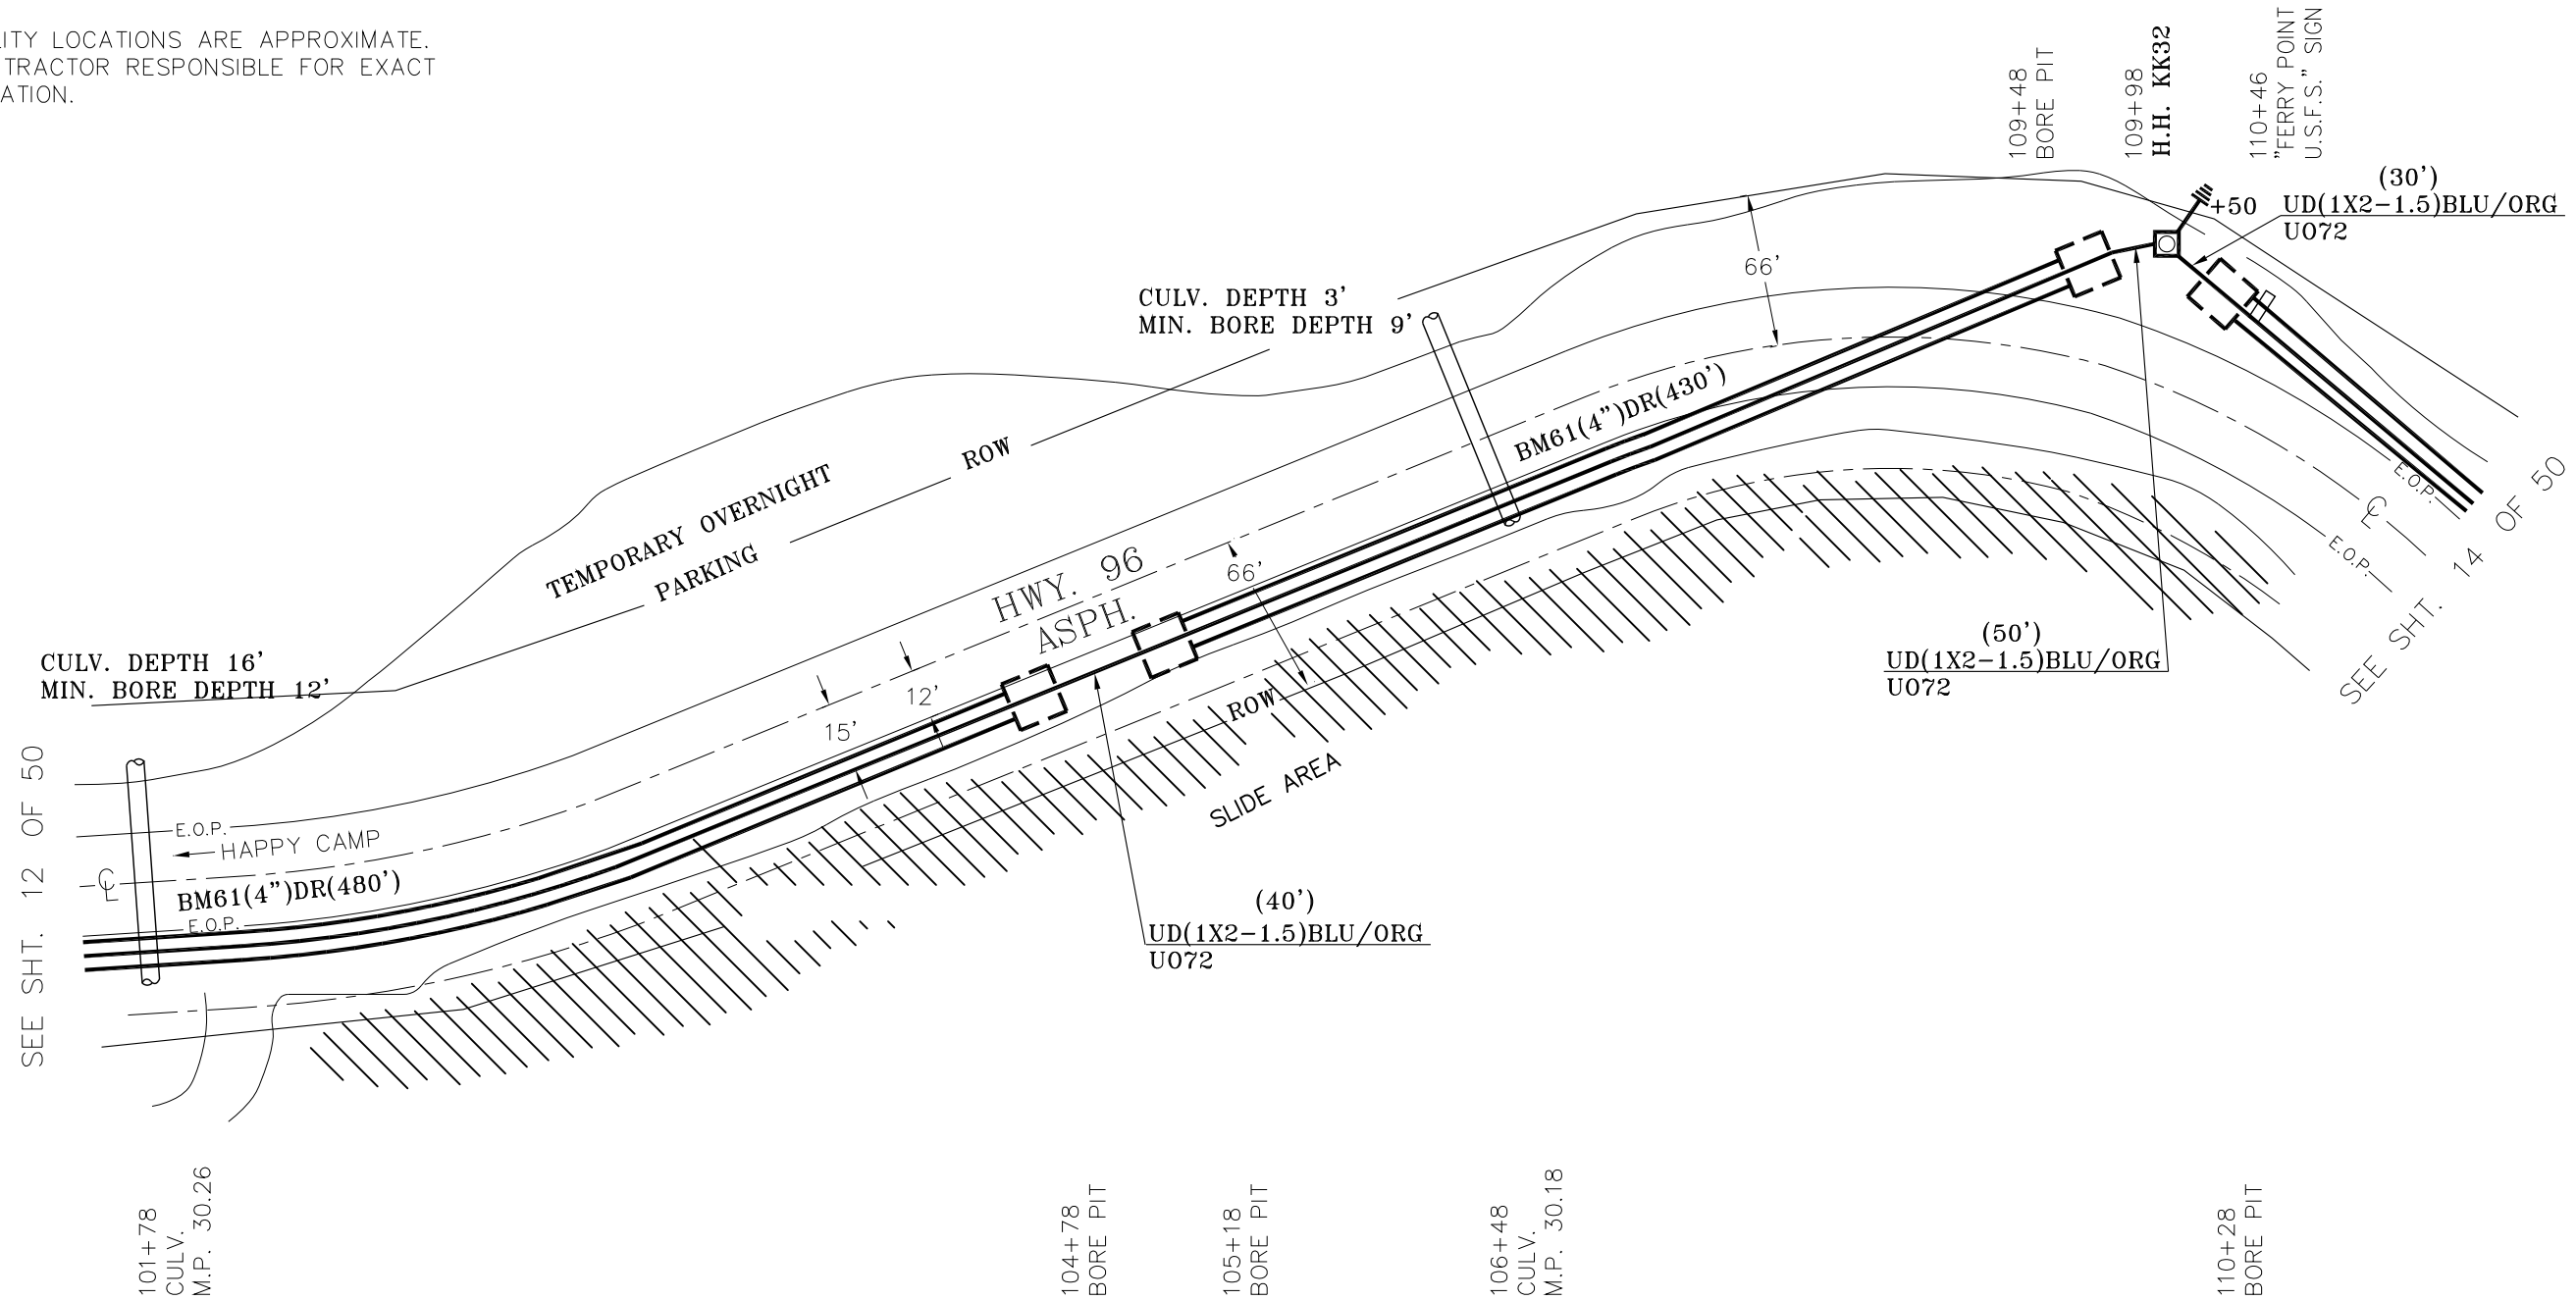 ITY LOCATIONS ARE APPROXIMATE.
TRACTOR RESPONSIBLE FOR EXACT
ATION.
109+48
BORE PIT
109+98
H.H. KK32
110+46
"FERRY POINT
U.S.F.S." SIGN
(30')
UD(1X2-1.5)BLU/ORG
U072
+50
66'
CULV. DEPTH 3'
MIN. BORE DEPTH 9'
BM61(4")DR(430')
TEMPORARY OVERNIGHT
PARKING
ROW
HWY. 96
ASPH.
66'
12'
15'
CULV. DEPTH 16'
MIN. BORE DEPTH 12'
SEE SHT. 12 OF 50
E.O.P.
HAPPY CAMP
CL
BM61(4")DR(480')
E.O.P.
ROW
SLIDE AREA
(40')
UD(1X2-1.5)BLU/ORG
U072
(50')
UD(1X2-1.5)BLU/ORG
U072
E.O.P.
CL
E.O.P.
SEE SHT. 14 OF 50
101+78
CULV.
M.P. 30.26
104+78
BORE PIT
105+18
BORE PIT
106+48
CULV.
M.P. 30.18
110+28
BORE PIT